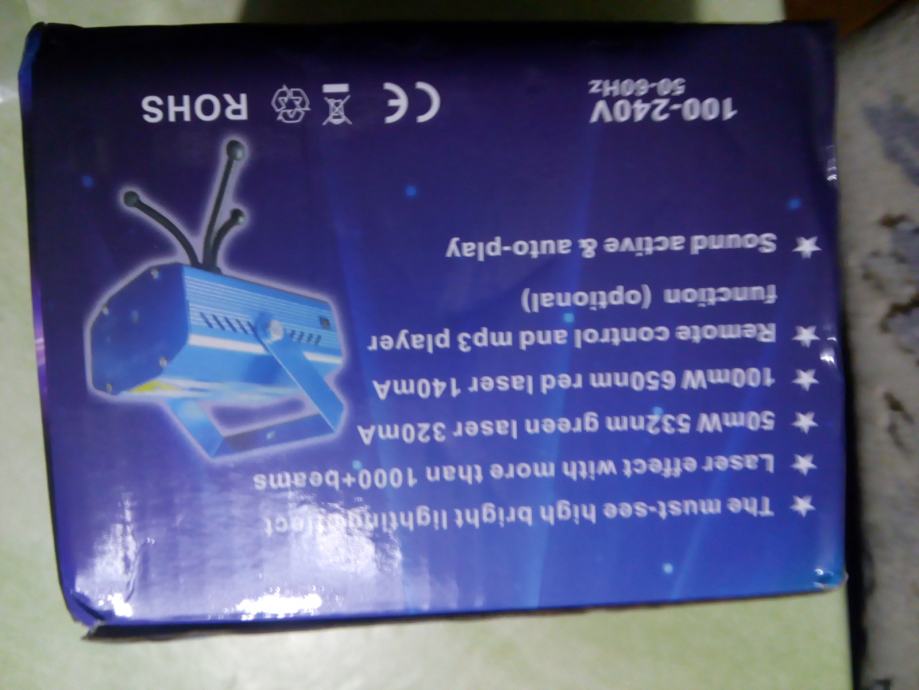 ★ The must-see high bright lighting effect
★ Laser effect with more than 1000+beams
★ 50mW 532nm green laser 320mA
★ 100mW 650nm red laser 140mA
★ Remote control and mp3 player
function (optional)
★ Sound active & auto-play
100-240V
50-60Hz
CE
ROHS